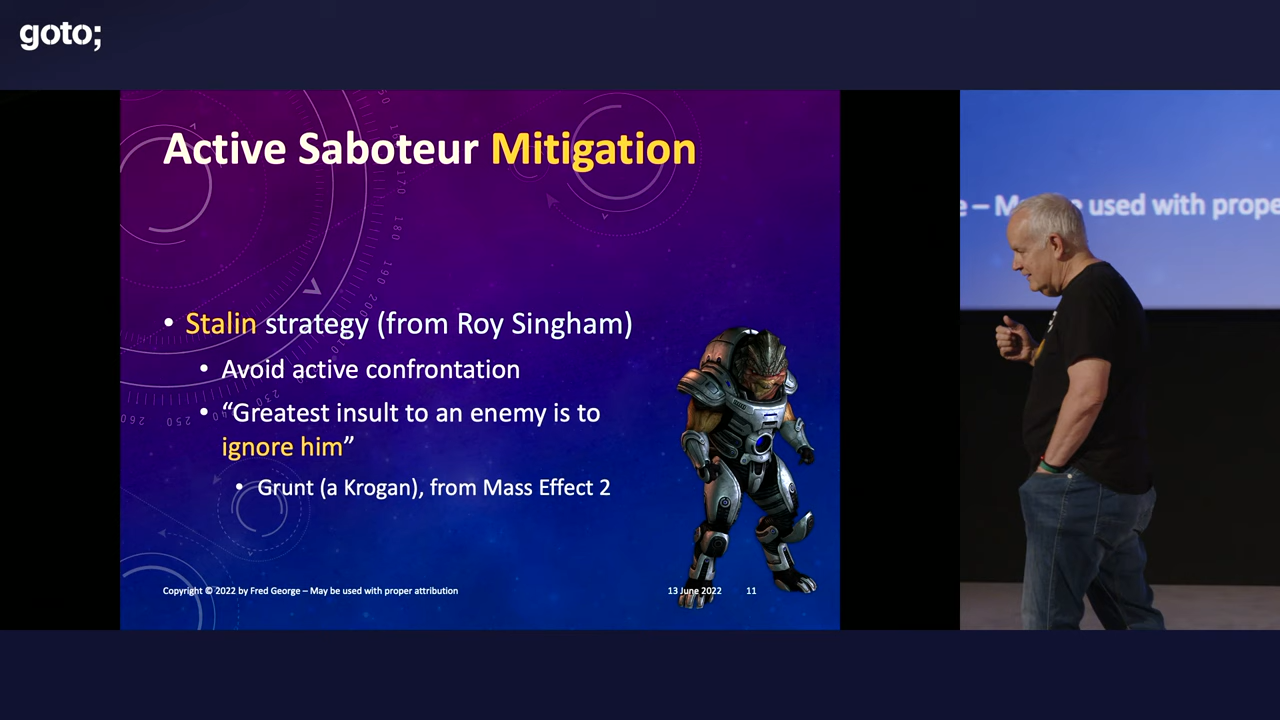 goto;
Active Saboteur Mitigation
• Stalin strategy (from Roy Singham)
• Avoid active confrontation
• “Greatest insult to an enemy is to
ignore him”
• Grunt (a Krogan), from Mass Effect 2
Copyright © 2022 by Fred George – May be used with proper attribution
13 June 2022
11
used with prope